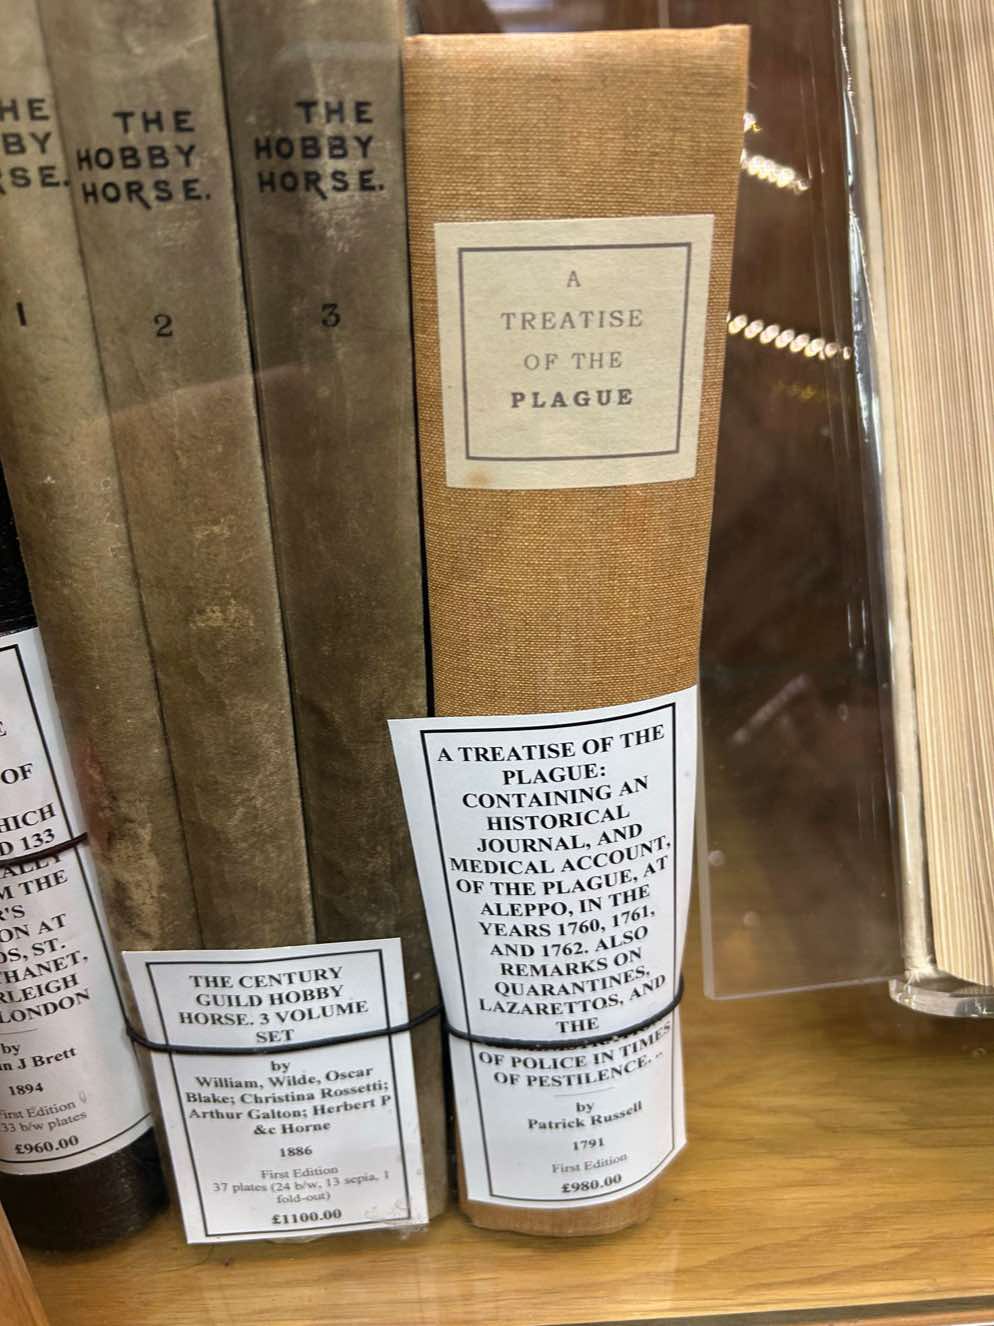 HE
BY
RSE.
1
THE
HOBBY
HORSE.
2
THE
HOBBY
HORSE.
3
A
TREATISE
OF THE
PLAGUE
OF
HICH
D 133
ALLY
M THE
R'S
ON AT
DS, ST.
THANET,
RLEIGH
LONDON
by
n J Brett
1894
First Edition
33 b/w plates
£960.00
THE CENTURY
GUILD HOBBY
HORSE. 3 VOLUME
SET
by
William, Wilde, Oscar
Blake; Christina Rossetti;
Arthur Galton; Herbert P
&c Horne
1886
First Edition
37 plates (24 b/w, 13 sepia, 1
fold-out)
£1100.00
A TREATISE OF THE
PLAGUE:
CONTAINING AN
HISTORICAL
JOURNAL, AND
MEDICAL ACCOUNT,
OF THE PLAGUE, AT
ALEPPO, IN THE
YEARS 1760, 1761,
AND 1762. ALSO
REMARKS ON
QUARANTINES,
LAZARETTOS, AND
THE
OF POLICE IN TIMES
OF PESTILENCE...
by
Patrick Russell
1791
First Edition
£980.00